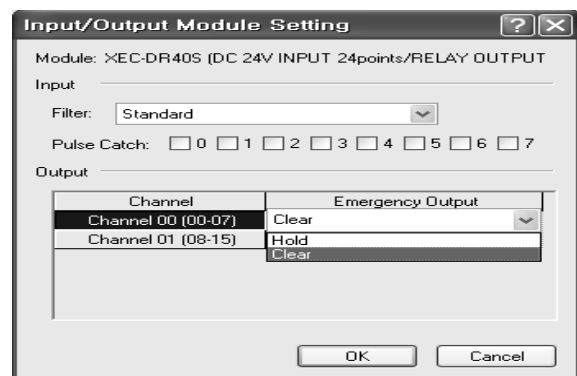 Input/Output Module Setting
Module: XEC-DR40S (DC 24V INPUT 24points/RELAY OUTPUT
Input
Filter: Standard
Pulse Catch: 0 1 2 3 4 5 6 7
Output
Channel Emergency Output
Channel 00 (00-07) Clear
Channel 01 (08-15) Hold
Clear
OK Cancel